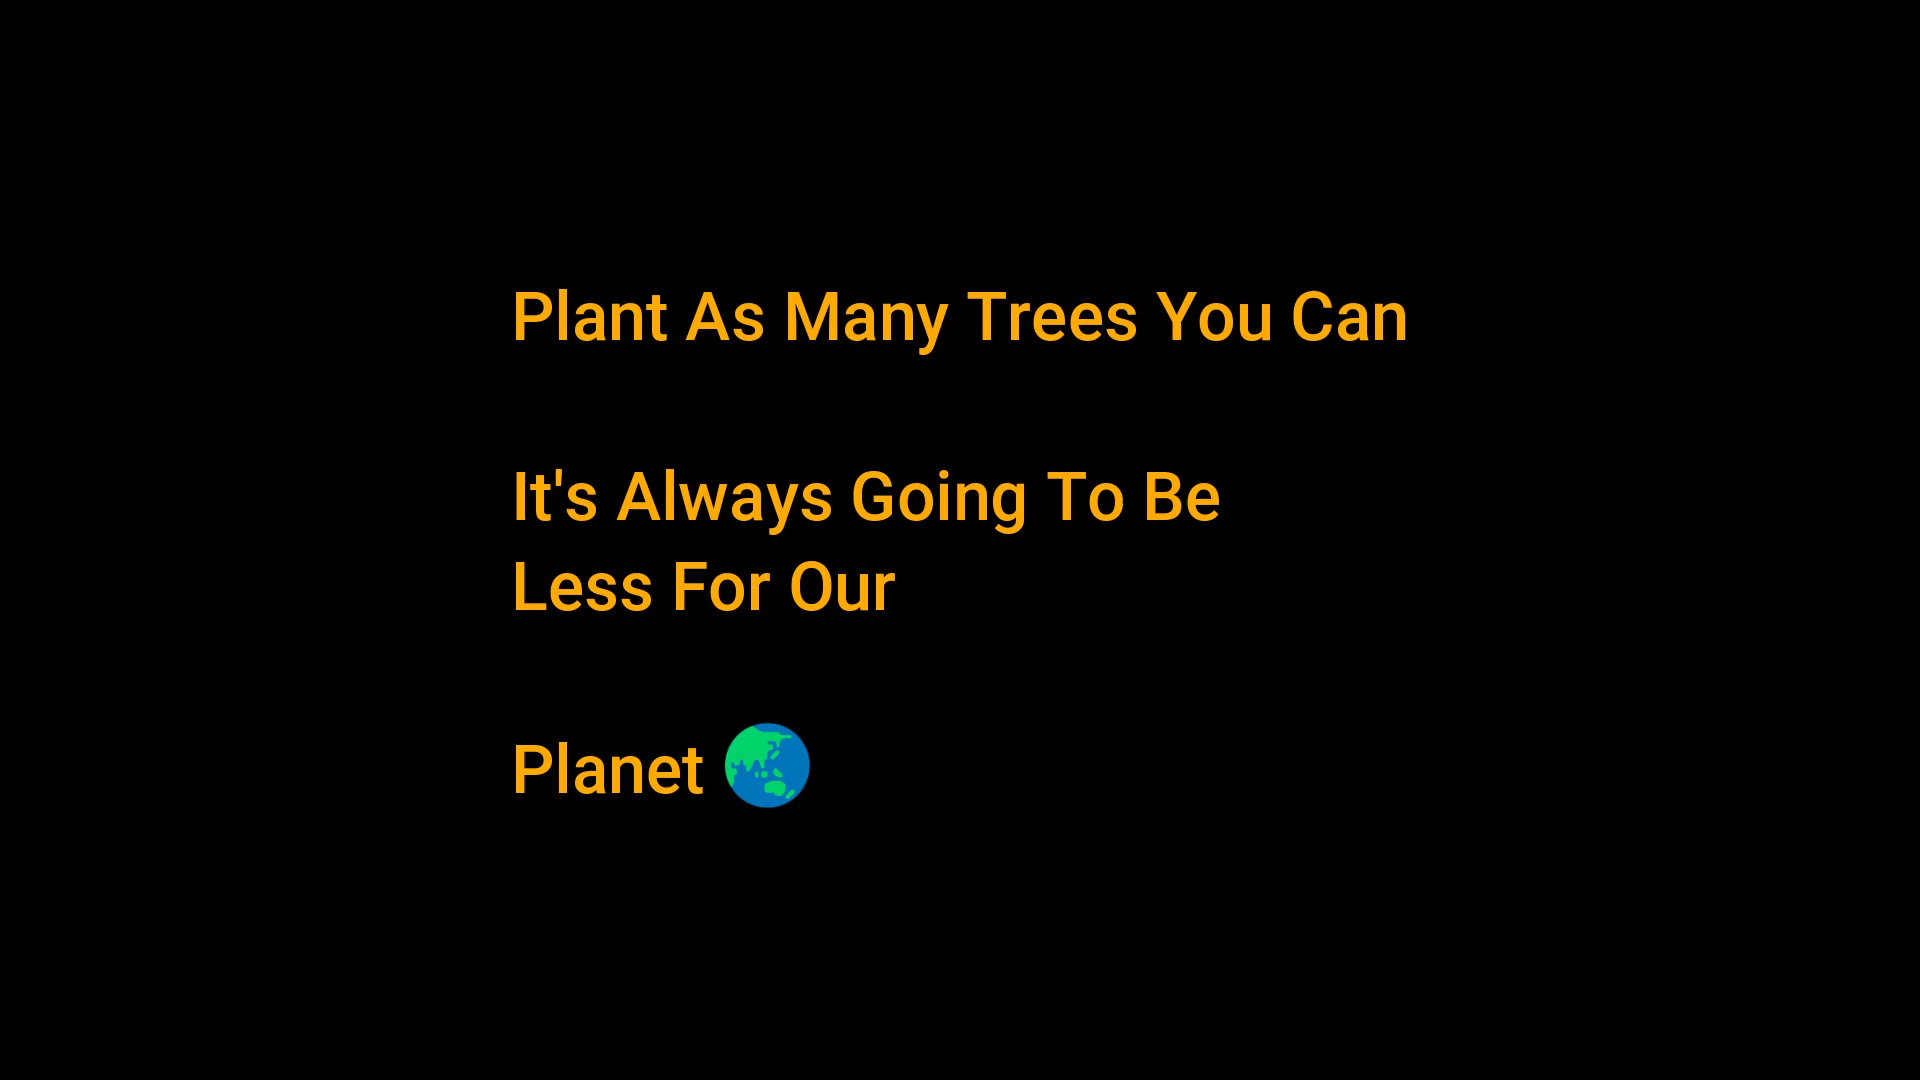 Plant As Many Trees You Can
It's Always Going To Be
Less For Our
Planet 🌏